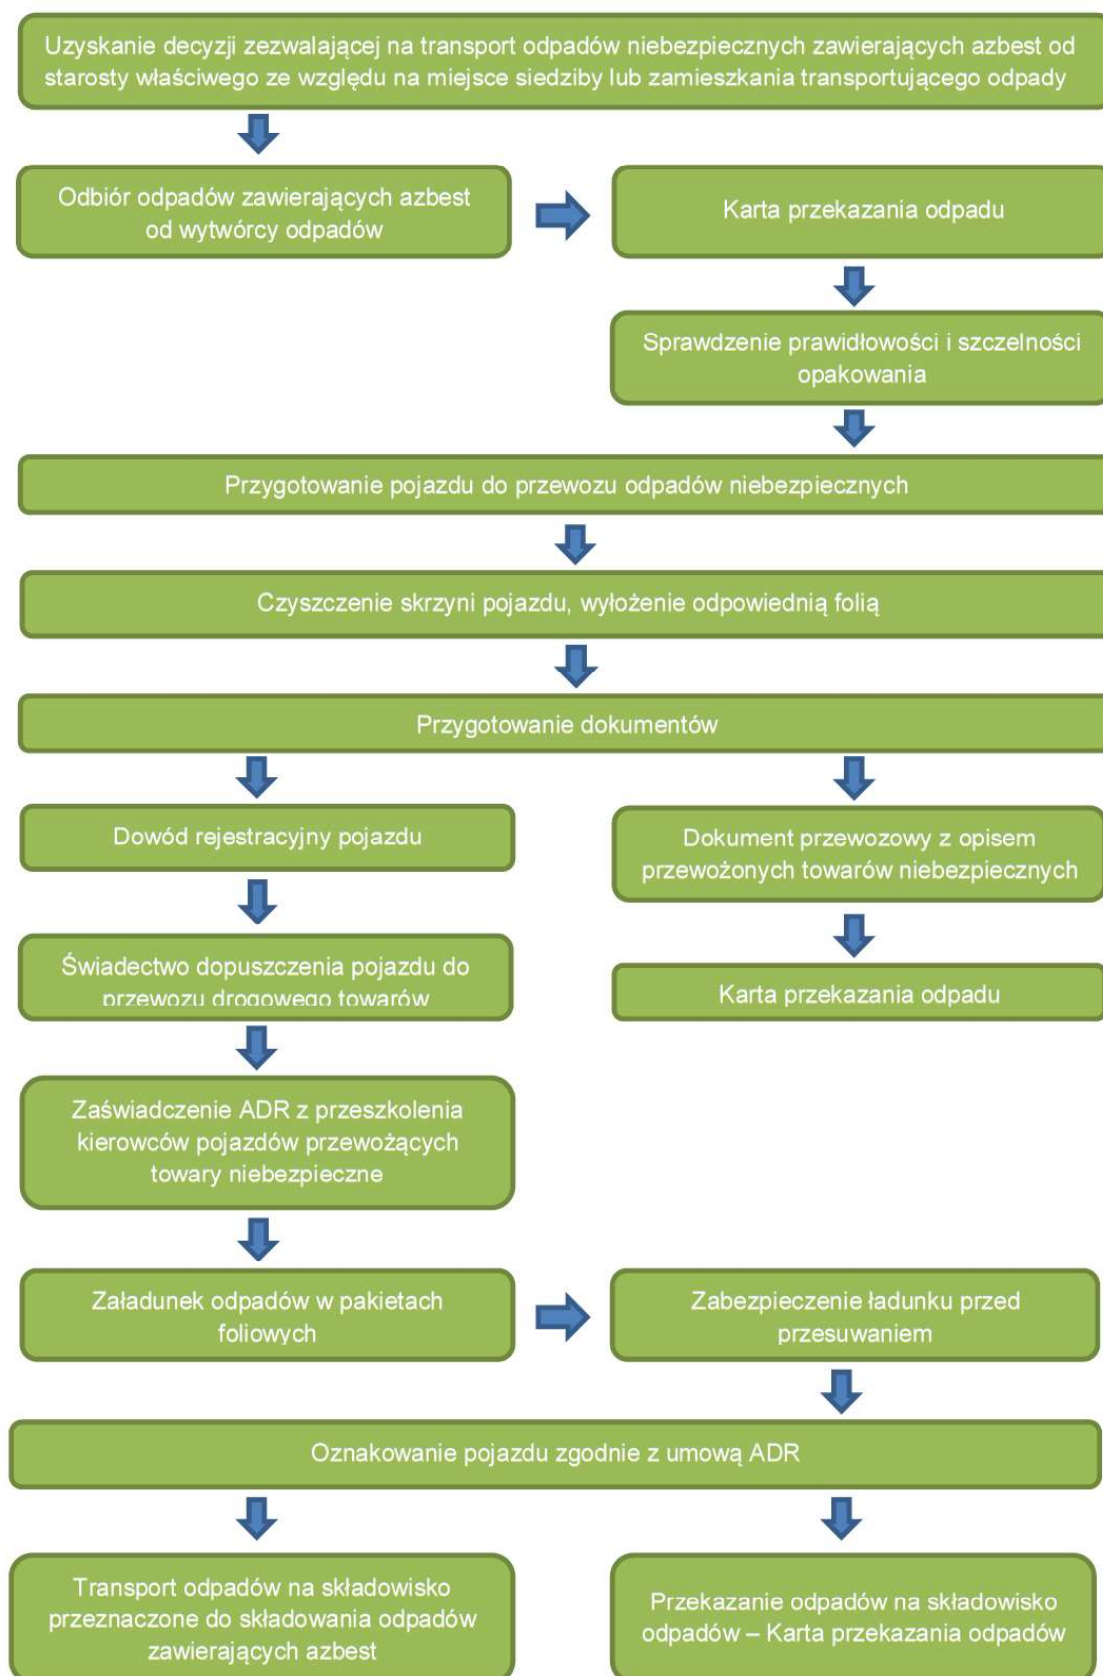 Uzyskanie decyzji zezwalającej na transport odpadów niebezpiecznych zawierających azbest od
starosty właściwego ze względu na miejsce siedziby lub zamieszkania transportującego odpady
Odbiór odpadów zawierających azbest
od wytwórcy odpadów
Karta przekazania odpadu
Sprawdzenie prawidłowości i szczelności
opakowania
Przygotowanie pojazdu do przewozu odpadów niebezpiecznych
Czyszczenie skrzyni pojazdu, wyłożenie odpowiednią folią
Przygotowanie dokumentów
Dowód rejestracyjny pojazdu
Świadectwo dopuszczenia pojazdu do
przewozu drogowego towarów
Zaświadczenie ADR z przeszkolenia
kierowców pojazdów przewożących
towary niebezpieczne
Dokument przewozowy z opisem
przewożonych towarów niebezpiecznych
Karta przekazania odpadu
Załadunek odpadów w pakietach
foliowych
Zabezpieczenie ładunku przed
przesuwaniem
Oznakowanie pojazdu zgodnie z umową ADR
Transport odpadów na składowisko
przeznaczone do składowania odpadów
zawierających azbest
Przekazanie odpadów na składowisko
odpadów – Karta przekazania odpadów